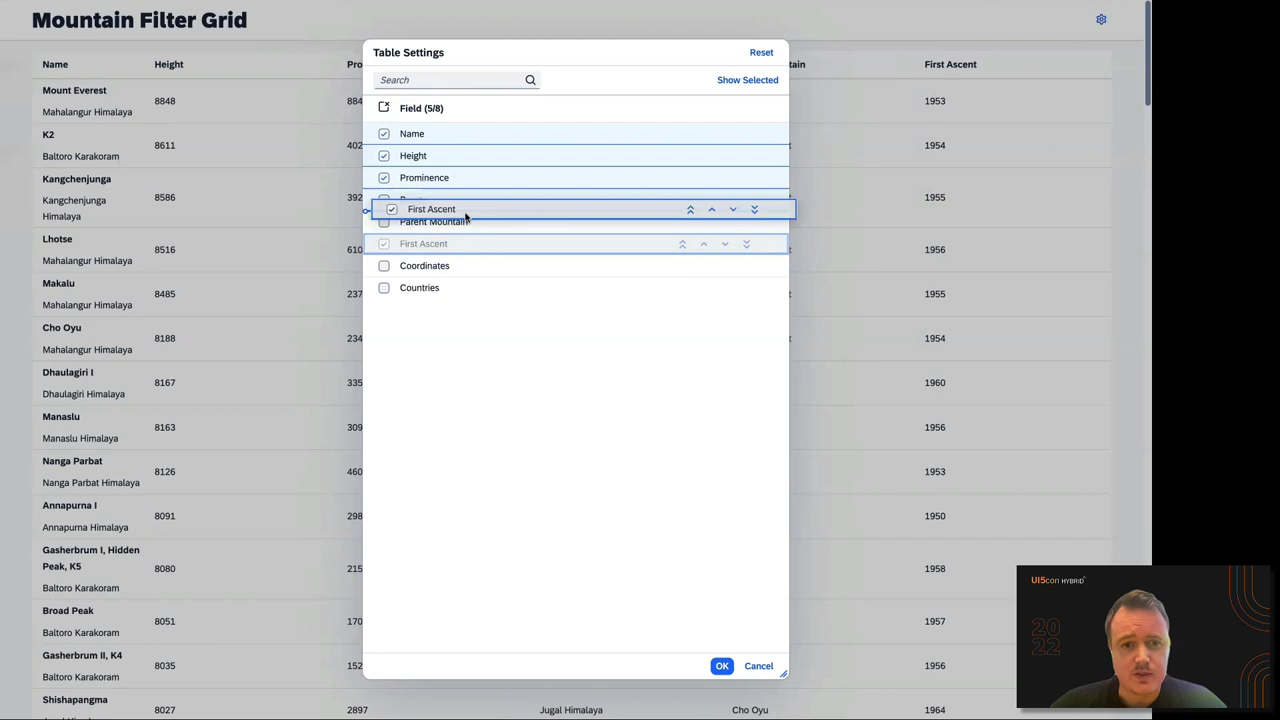 Mountain Filter Grid
Table Settings
Reset
Search
Show Selected
Field (5/8)
Name
Height
Prominence
First Ascent
Parent Mountain
First Ascent
Coordinates
Countries
OK Cancel
Name Height Pro tain First Ascent
Mount Everest
Mahalangur Himalaya
8848 884 1953
K2
Baltoro Karakoram
8611 402 1954
Kangchenjunga
Kangchenjunga
Himalaya
8586 392 1955
Lhotse
Mahalangur Himalaya
8516 610 t 1956
Makalu
Mahalangur Himalaya
8485 237 t 1955
Cho Oyu
Mahalangur Himalaya
8188 234 t 1954
Dhaulagiri I
Dhaulagiri Himalaya
8167 335 1960
Manaslu
Manaslu Himalaya
8163 309 1956
Nanga Parbat
Nanga Parbat Himalaya
8126 460 1953
Annapurna I
Annapurna Himalaya
8091 298 1950
Gasherbrum I, Hidden
Peak, K5
Baltoro Karakoram
8080 215 1958
Broad Peak
Baltoro Karakoram
8051 170 1957
Gasherbrum II, K4
Baltoro Karakoram
8035 152 1956
Shishapangma
8027 2897 Jugal Himalaya Cho Oyu 1964
UI5con HYBRID
20
22